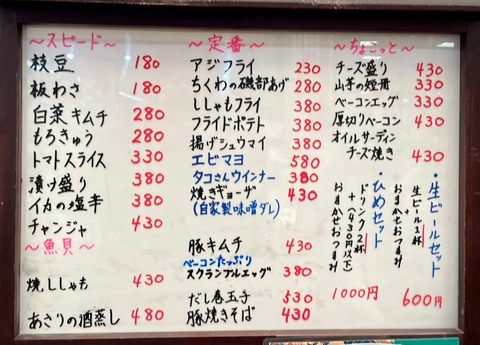 ～スピード～
枝豆 180
板わさ 180
白菜キムチ 280
もろきゅう 280
トマトスライス 330
漬け盛り 380
イカの塩辛 380
チャンジャ 430
～魚貝～
焼ししゃも 430
あさりの酒蒸し 480
～定番～
アジフライ 230
ちくわの磯部あげ 280
ししゃもフライ 380
フライドポテト 380
揚げシュウマイ 380
エビマヨ 580
タコさんウインナー 380
焼きギョーザ 430
(自家製味噌ダレ)
豚キムチ 430
ベーコンたっぷり
スクランブルエッグ 380
だし巻玉子 530
豚焼きそば 430
～ちょこっと～
チーズ盛り 430
山芋の短冊 330
ベーコンエッグ 330
厚切りベーコン 430
オイルサーディン
チーズ焼き 430
・生ビールセット
生ビール1杯
おまかせおつまみ
600円
・ひめセット
ドリンク2杯
+(430円以下)
おまかせおつまみ
1000円